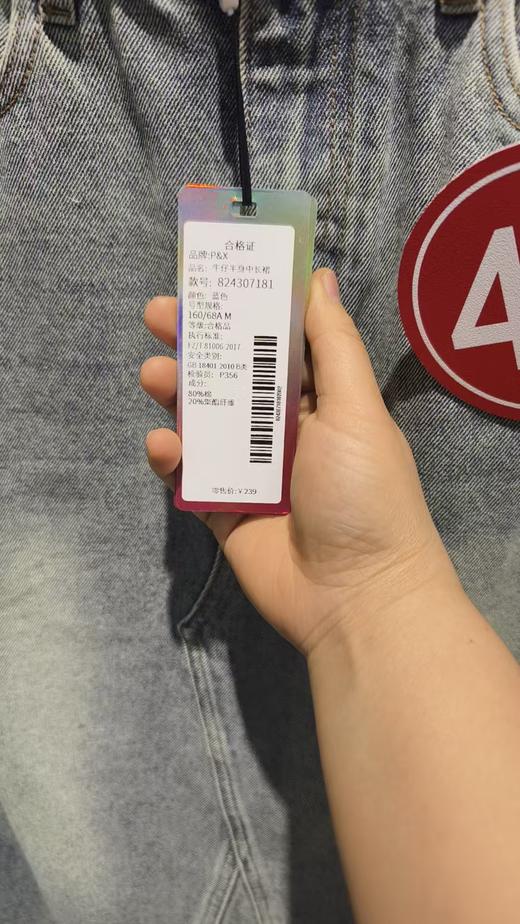 合格证
品牌:P&X
品名: 牛仔半身中长裙
款号: 824307181
颜色: 蓝色
号型规格:
160/68A M
等级:合格品
执行标准:
FZ/T 81006 2017
安全类别:
GB 18401 2010 B类
检验员: P356
成分:
80%棉
20%聚酯纤维
零售价:¥239
4